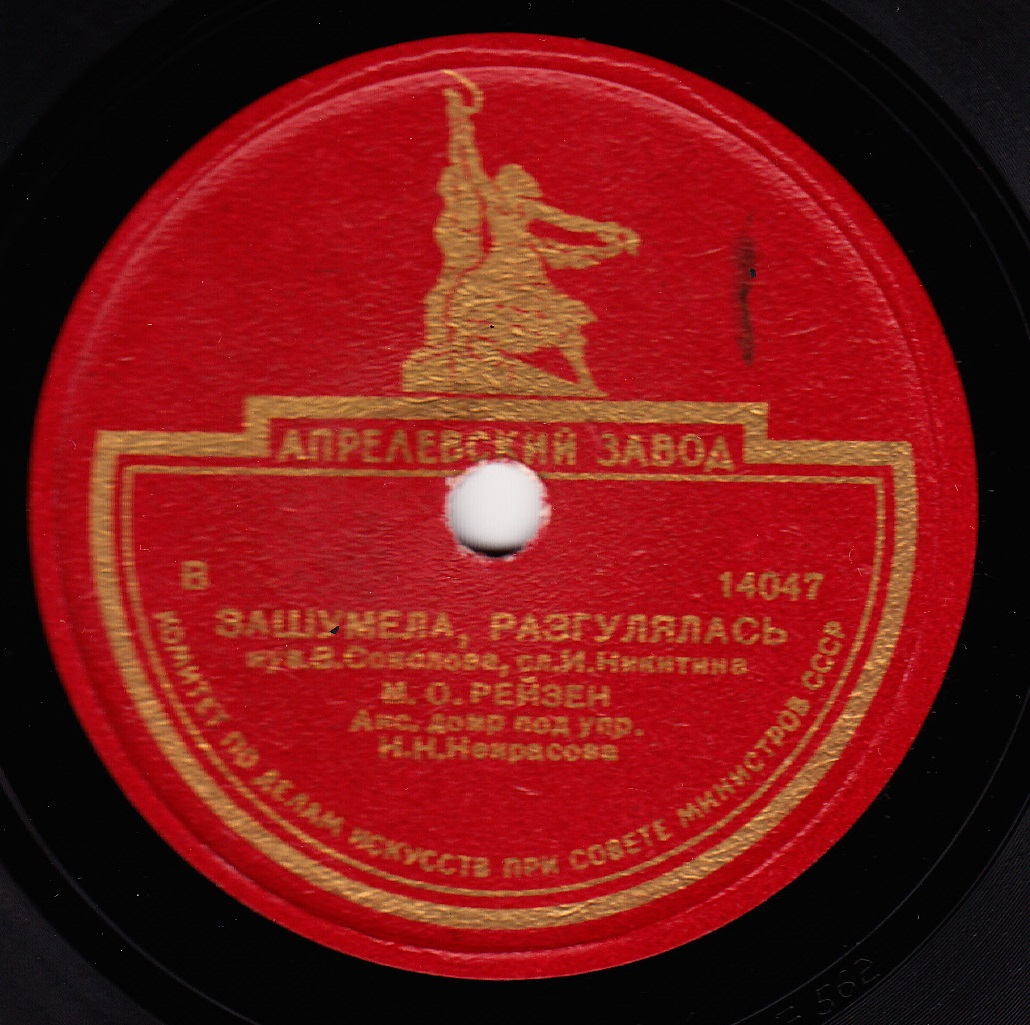 АПРЕЛЕВСКИЙ ЗАВОД
В 14047
ЗАШУМЕЛА, РАЗГУЛЯЛАСЬ
муз.В.Соколова, сл.И.Никитина
М. О. РЕЙЗЕН
Анс. домр под упр.
Н.Н.Некрасова
КОМИТЕТ ПО ДЕЛАМ ИСКУССТВ ПРИ СОВЕТЕ МИНИСТРОВ СССР
562